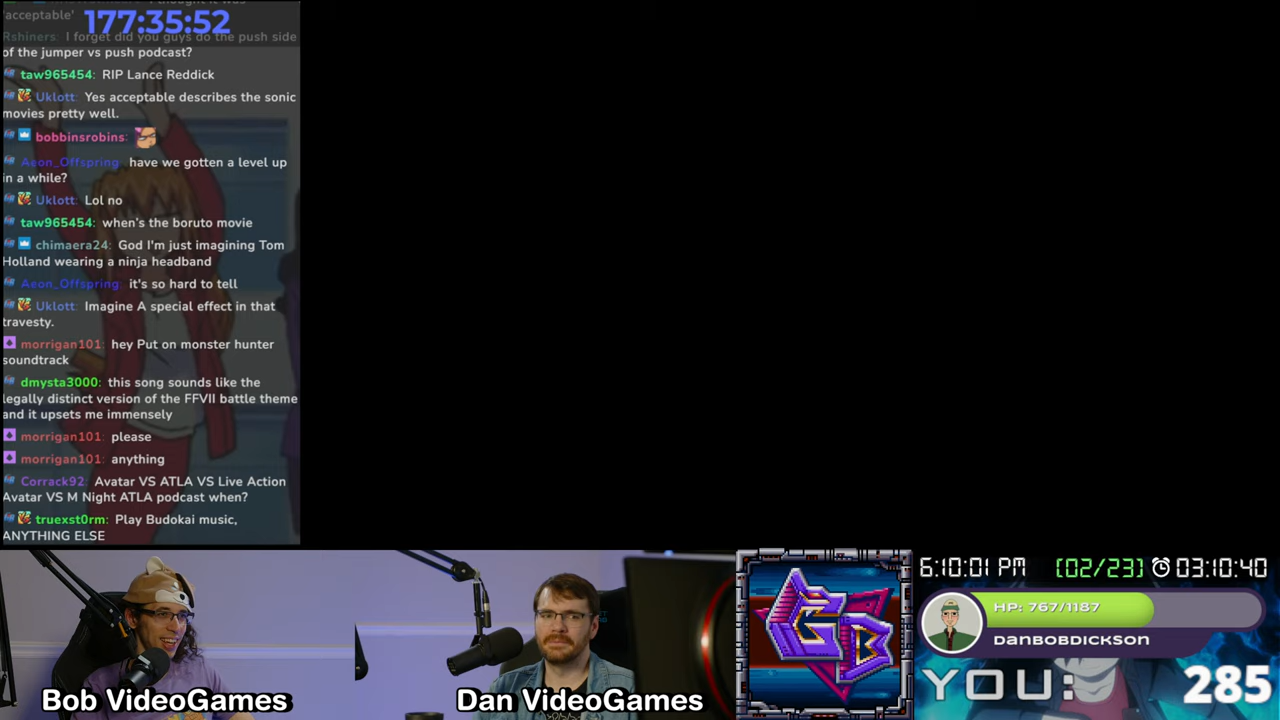 I thought it was
'acceptable'
177:35:52
Rshiners: I forget did you guys do the push side
of the jumper vs push podcast?
taw965454: RIP Lance Reddick
Uklott: Yes acceptable describes the sonic
movies pretty well.
bobbinsrobins:
Aeon_Offspring: have we gotten a level up
in a while?
Uklott: Lol no
taw965454: when's the boruto movie
chimaera24: God I'm just imagining Tom
Holland wearing a ninja headband
Aeon_Offspring: it's so hard to tell
Uklott: Imagine A special effect in that
travesty.
morrigan101: hey Put on monster hunter
soundtrack
dmysta3000: this song sounds like the
legally distinct version of the FFVII battle theme
and it upsets me immensely
morrigan101: please
morrigan101: anything
Corrack92: Avatar VS ATLA VS Live Action
Avatar VS M Night ATLA podcast when?
truexst0rm: Play Budokai music,
ANYTHING ELSE
Bob VideoGames
Dan VideoGames
GB
6:10:01 PM [02/23] 03:10:40
HP: 767/1187
DANBOBDICKSON
YOU: 285